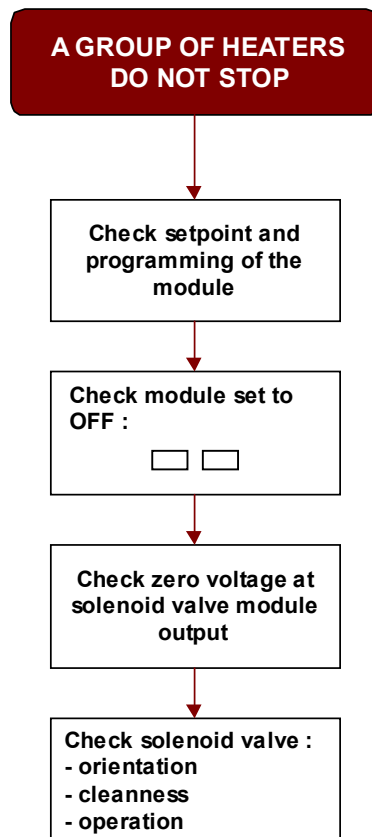 A GROUP OF HEATERS
DO NOT STOP
Check setpoint and
programming of the
module
Check module set to
OFF :
Check zero voltage at
solenoid valve module
output
Check solenoid valve :
- orientation
- cleanness
- operation